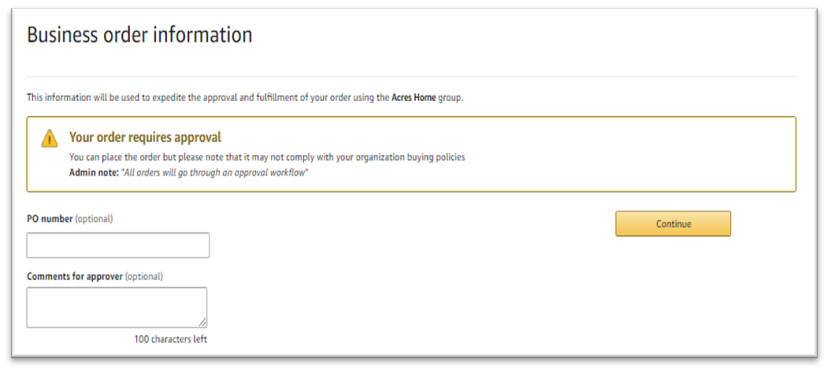 Business order information
This information will be used to expedite the approval and fulfillment of your order using the Acres Home group.
Your order requires approval
You can place the order but please note that it may not comply with your organization buying policies
Admin note: "All orders will go through an approval workflow"
PO number (optional)
Continue
Comments for approver (optional)
100 characters left